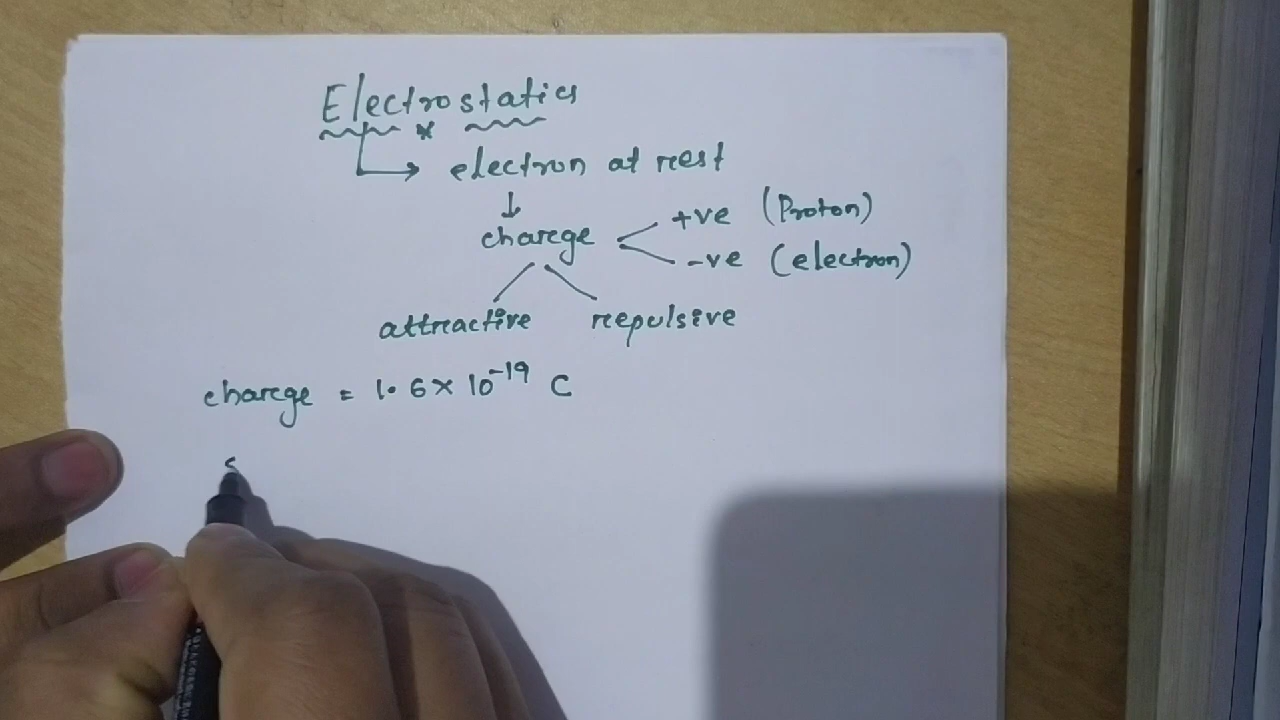 Electrostatics
electron at rest
charge +ve (Proton)
-ve (electron)
attractive repulsive
charge = 1.6 × 10⁻¹⁹ C